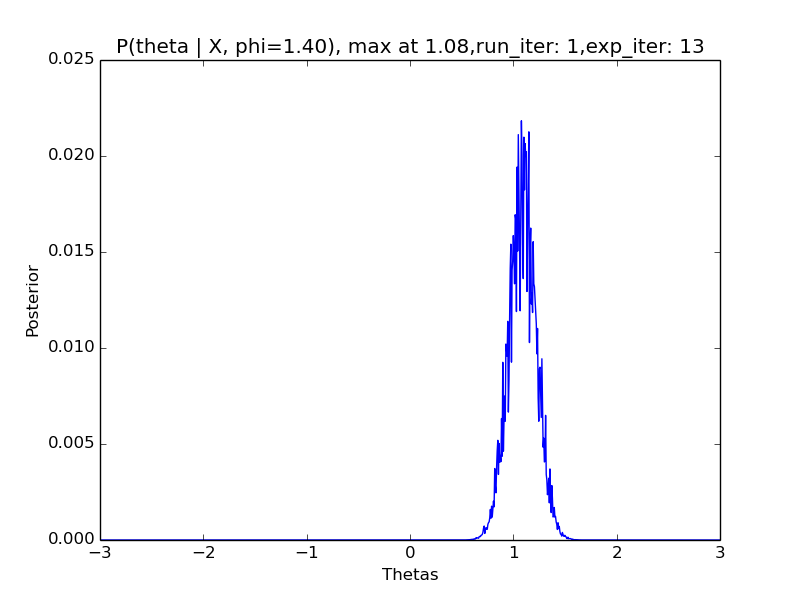 P(theta | X, phi=1.40), max at 1.08,run_iter: 1,exp_iter: 13
0.025
0.020
0.015
0.010
0.005
0.000
Posterior
−3 −2 −1 0 1 2 3
Thetas